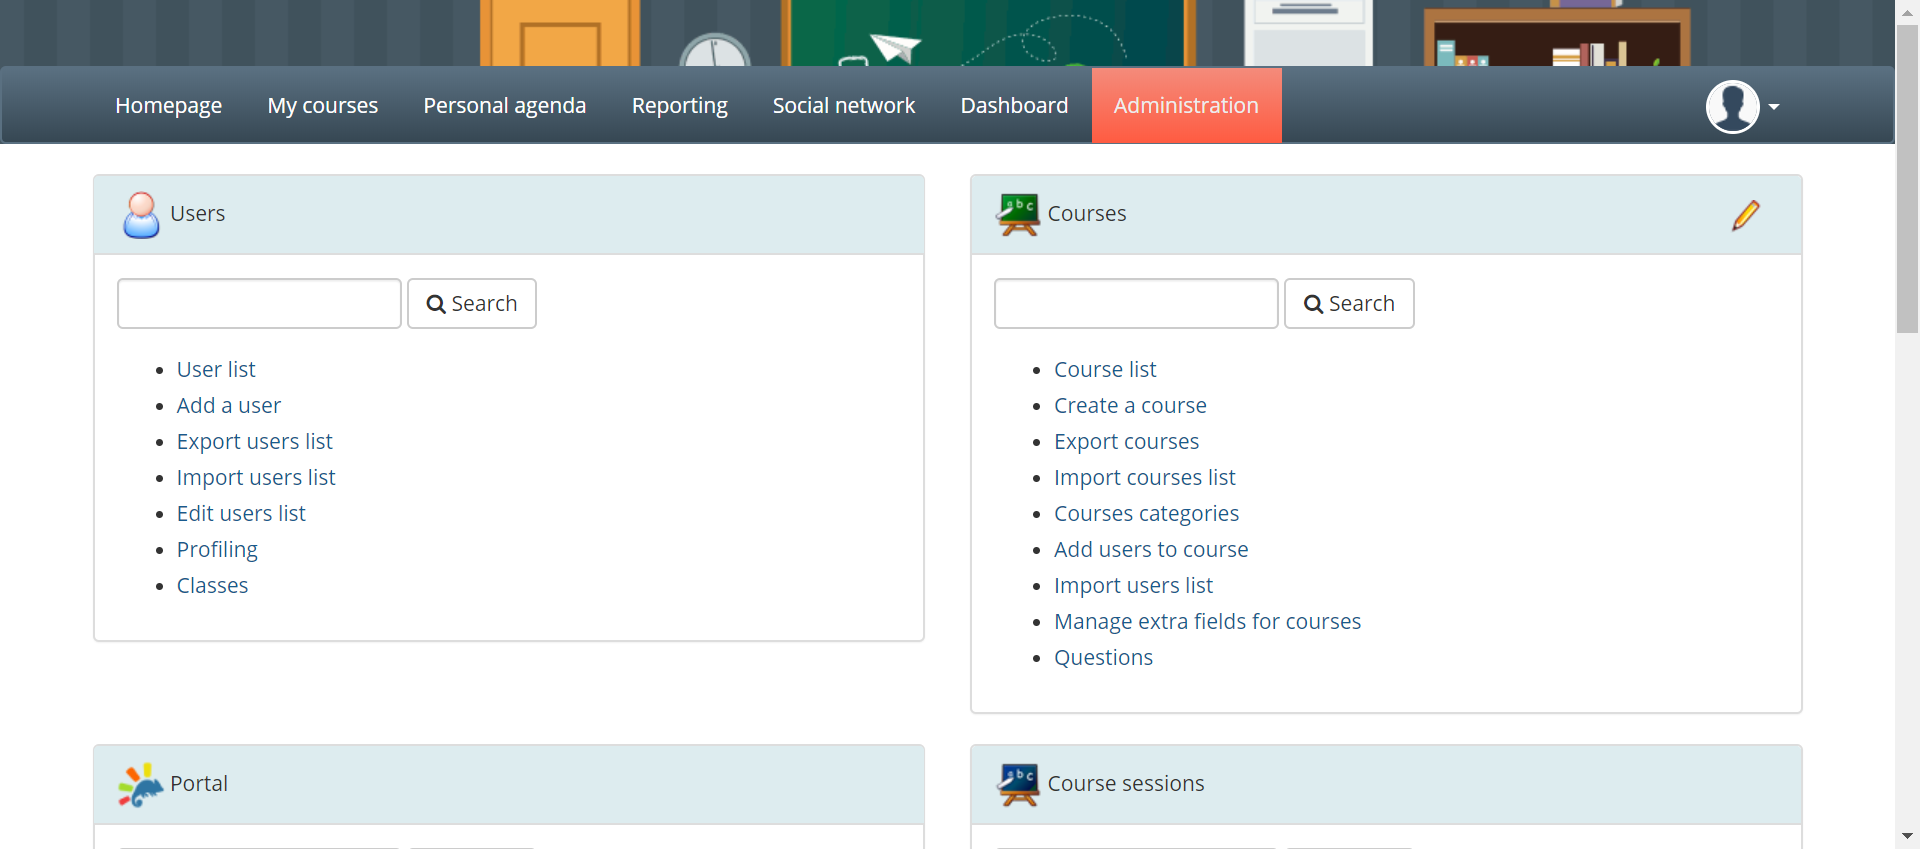 Homepage My courses Personal agenda Reporting Social network Dashboard Administration
Users
Search
User list
Add a user
Export users list
Import users list
Edit users list
Profiling
Classes
Courses
Search
Course list
Create a course
Export courses
Import courses list
Courses categories
Add users to course
Import users list
Manage extra fields for courses
Questions
Portal
Course sessions